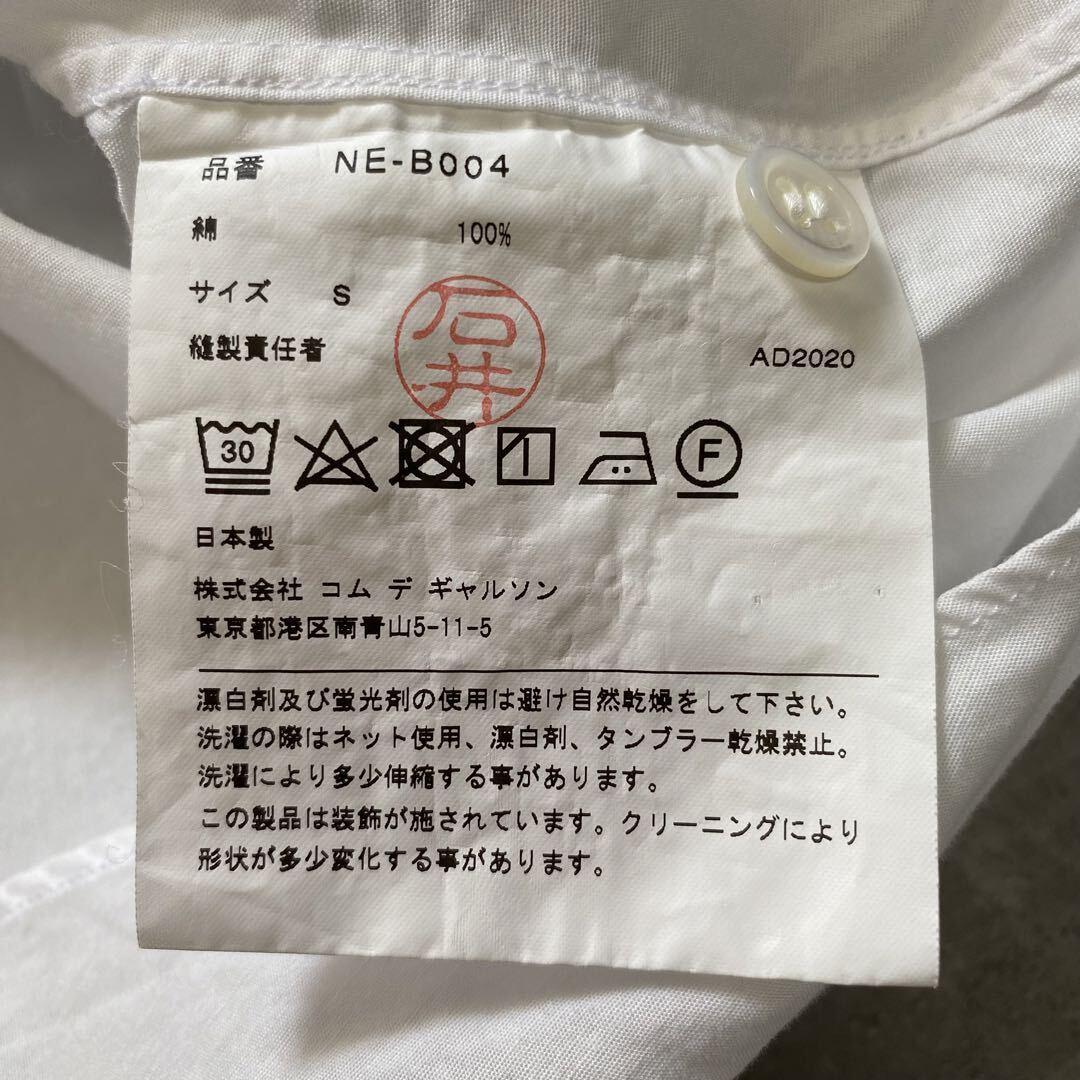 品番 NE-B004
綿 100%
サイズ S
石井
縫製責任者
AD2020
30
F
日本製
株式会社 コム デ ギャルソン
東京都港区南青山5-11-5
漂白剤及び蛍光剤の使用は避け自然乾燥をして下さい。
洗濯の際はネット使用、漂白剤、タンブラー乾燥禁止。
洗濯により多少伸縮する事があります。
この製品は装飾が施されています。クリーニングにより
形状が多少変化する事があります。